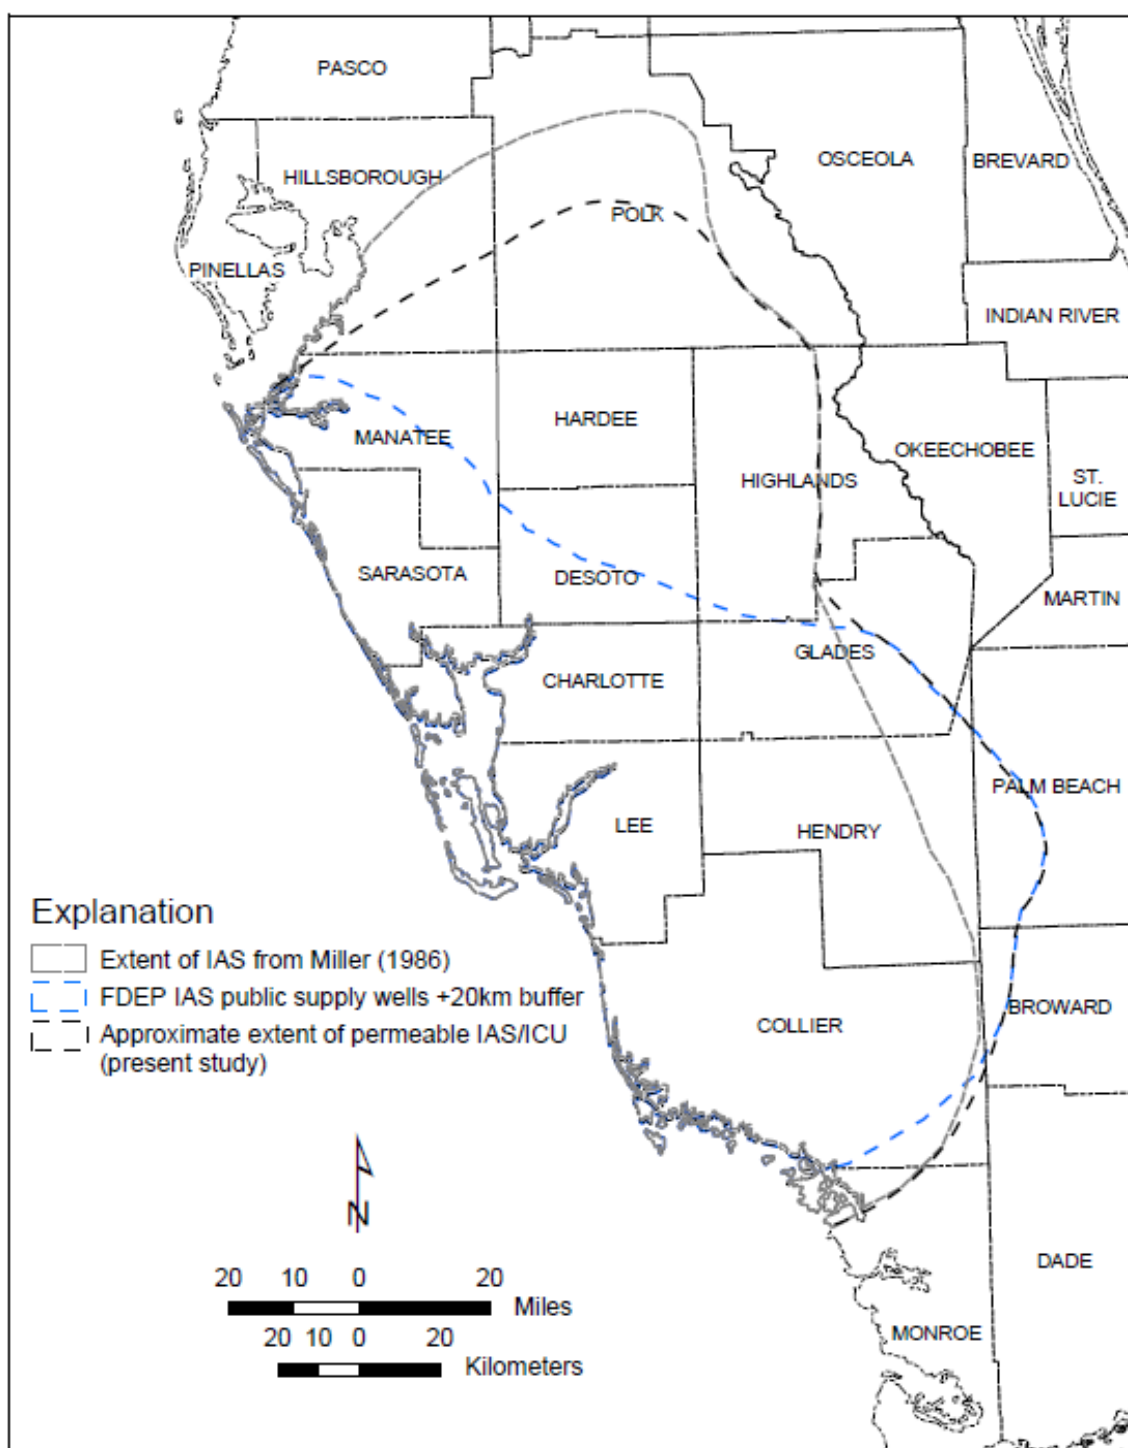 PASCO
OSCEOLA
BREVARD
HILLSBOROUGH
POLK
PINELLAS
INDIAN RIVER
HARDEE
MANATEE
OKEECHOBEE
HIGHLANDS
ST.
LUCIE
SARASOTA
DESOTO
MARTIN
GLADES
CHARLOTTE
PALM BEACH
LEE
HENDRY
Explanation
Extent of IAS from Miller (1986)
FDEP IAS public supply wells +20km buffer
Approximate extent of permeable IAS/ICU
(present study)
BROWARD
COLLIER
N
DADE
20 10 0 20
Miles
20 10 0 20
Kilometers
MONROE